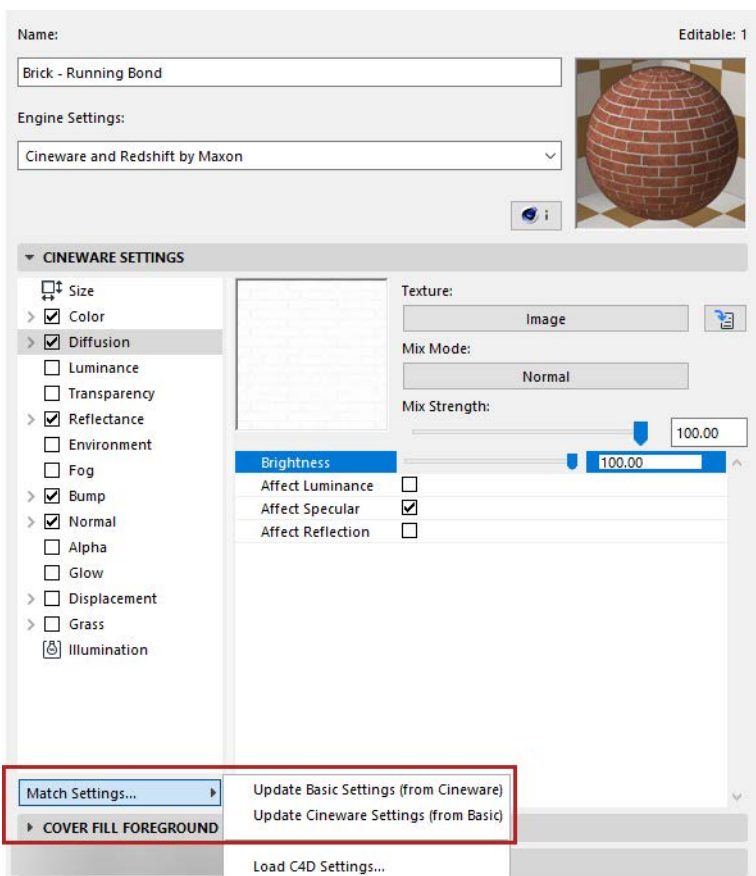 Name:
Editable: 1
Brick - Running Bond
Engine Settings:
Cineware and Redshift by Maxon
i
CINEWARE SETTINGS
Size
Color
Diffusion
Luminance
Transparency
Reflectance
Environment
Fog
Bump
Normal
Alpha
Glow
Displacement
Grass
Illumination
Texture:
Image
Mix Mode:
Normal
Mix Strength:
100.00
Brightness 100.00
Affect Luminance
Affect Specular
Affect Reflection
Match Settings...
Update Basic Settings (from Cineware)
Update Cineware Settings (from Basic)
COVER FILL FOREGROUND
Load C4D Settings...